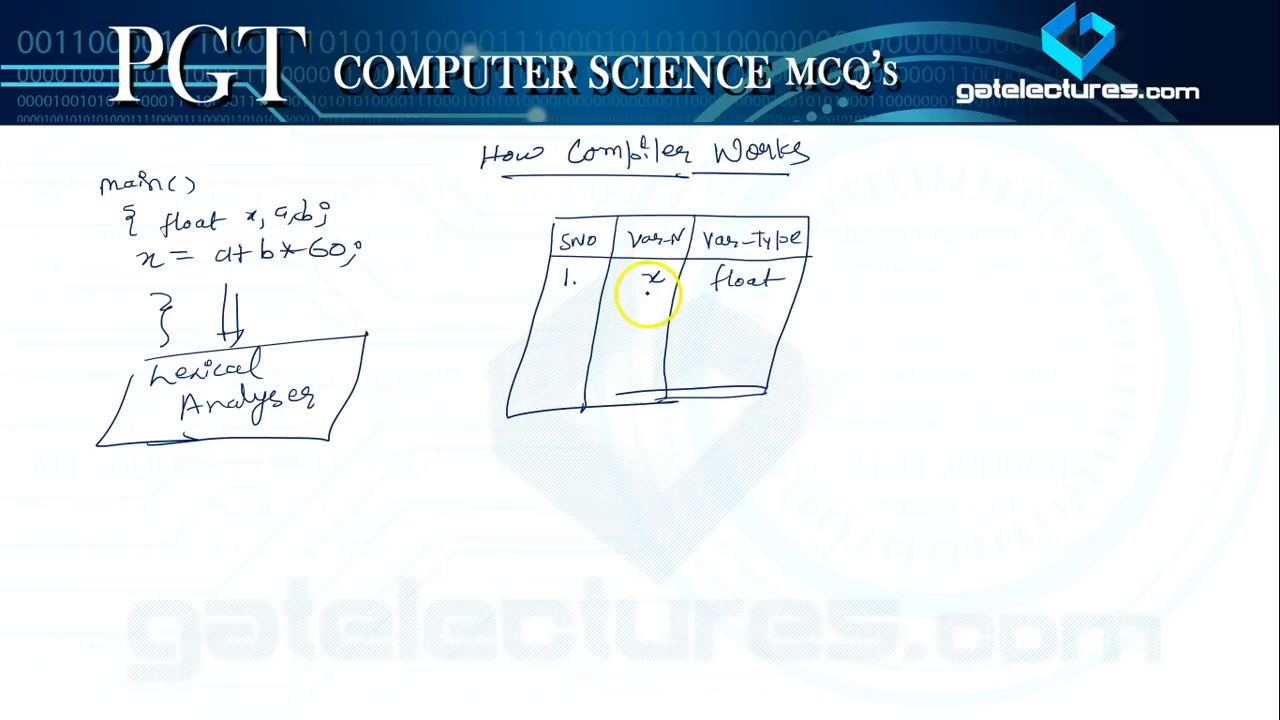 PGT COMPUTER SCIENCE MCQ's
gatelectures.com
How Compiler Works
main()
{ float x, a,b;
x = a+ b*60;
}
Lexical
Analyser
SNO Var-N Var-Type
1. x float
gatelectures.com